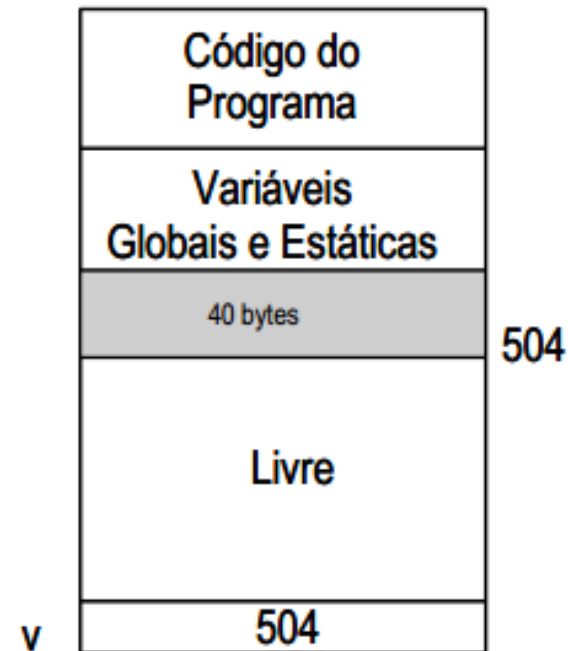 Código do
Programa
Variáveis
Globais e Estáticas
40 bytes
504
Livre
v
504